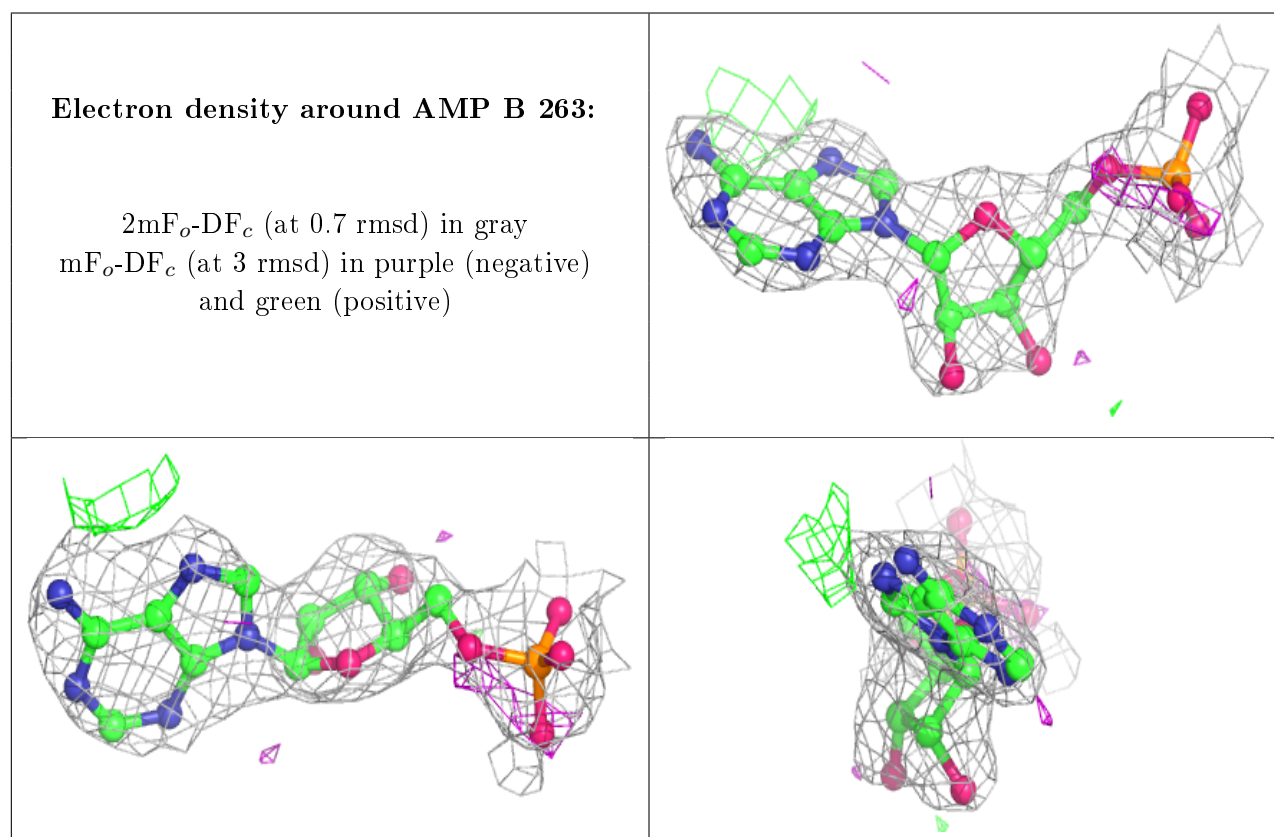 Electron density around AMP B 263:
2mFo-DFc (at 0.7 rmsd) in gray
mFo-DFc (at 3 rmsd) in purple (negative)
and green (positive)